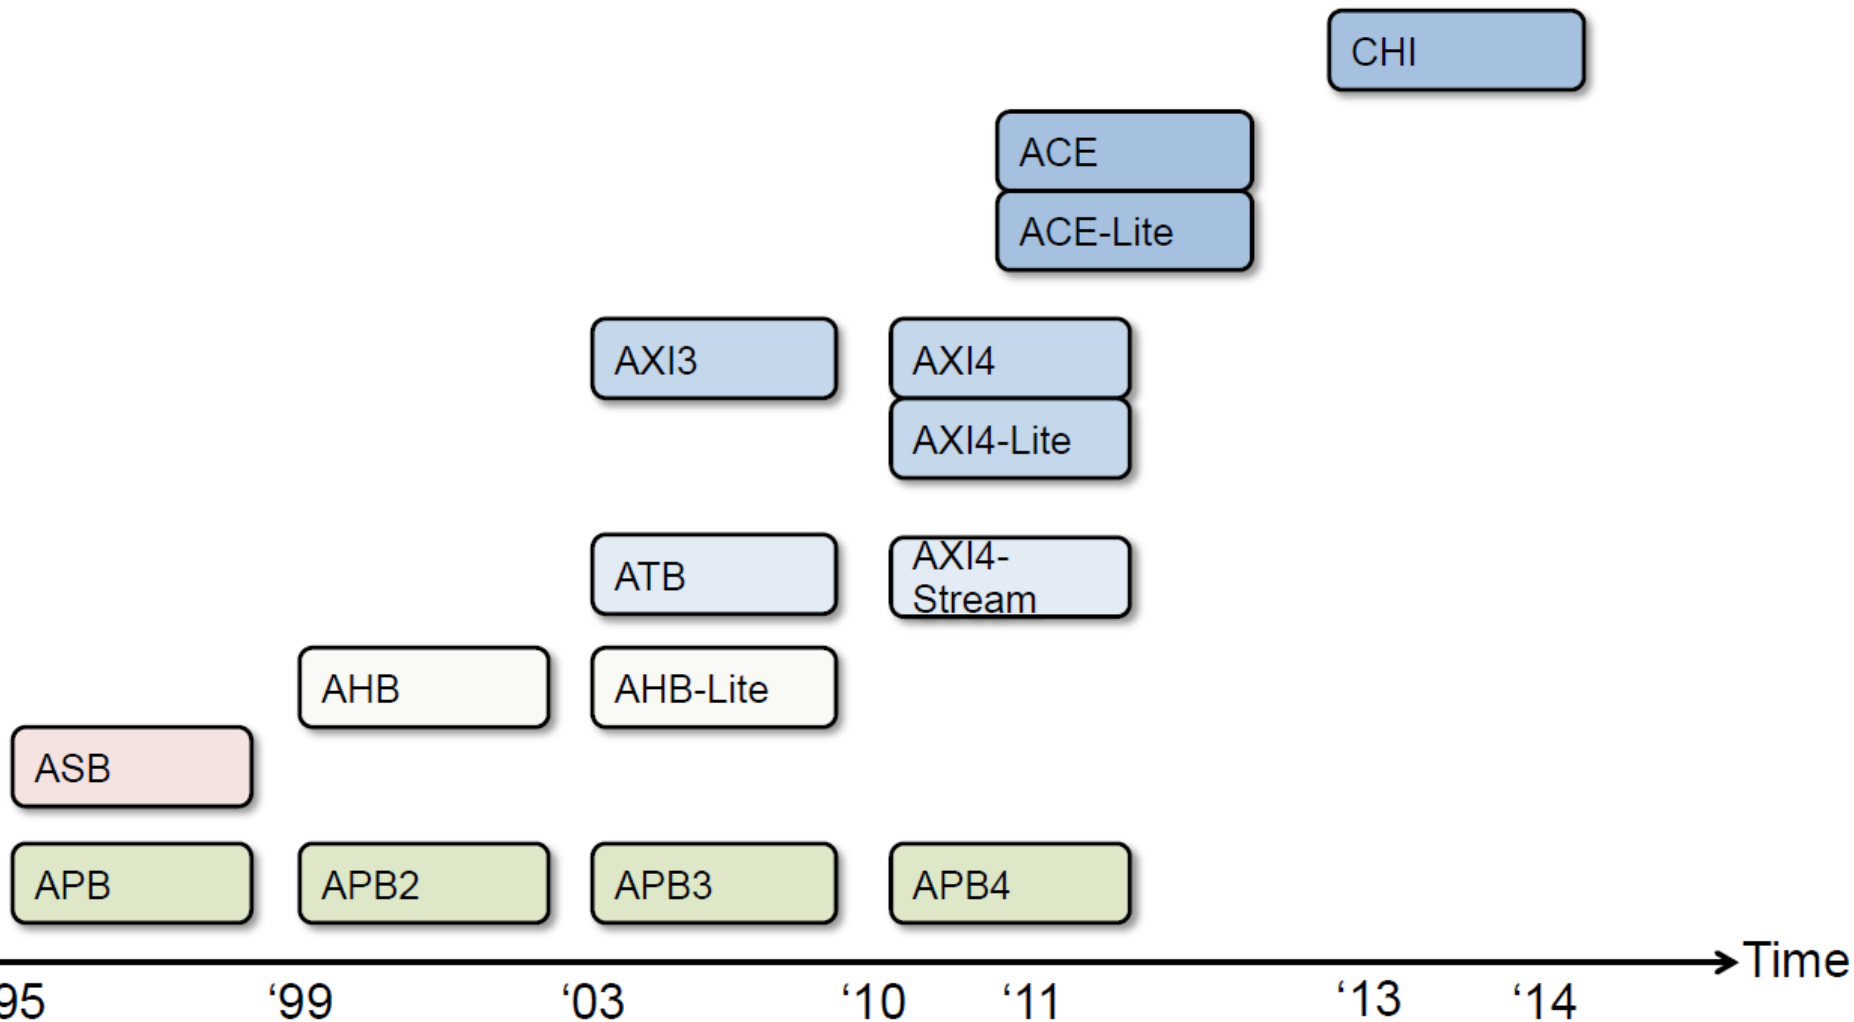 CHI
ACE
ACE-Lite
AXI3
AXI4
AXI4-Lite
ATB
AXI4-
Stream
AHB
AHB-Lite
ASB
APB
APB2
APB3
APB4
Time
95
‘99
‘03
‘10
‘11
‘13
‘14